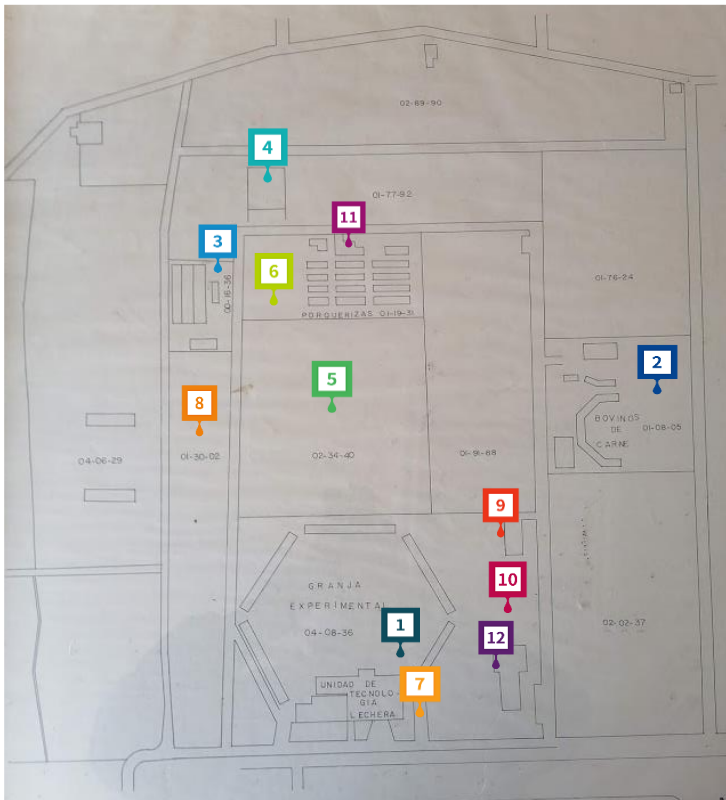 02-69-90
4
01-77-92
11
3
6
00-16-36
01-76-24
PORQUERIZAS 01-19-31
5
2
8
BOVINOS
DE
CARNE
01-08-05
04-06-29
01-30-02
02-34-40
01-91-68
9
GRANJA
EXPERIMENTAL
10
04-08-36
1
02-02-37
12
UNIDAD DE
TECNOLO-
GIA
LECHERA
7